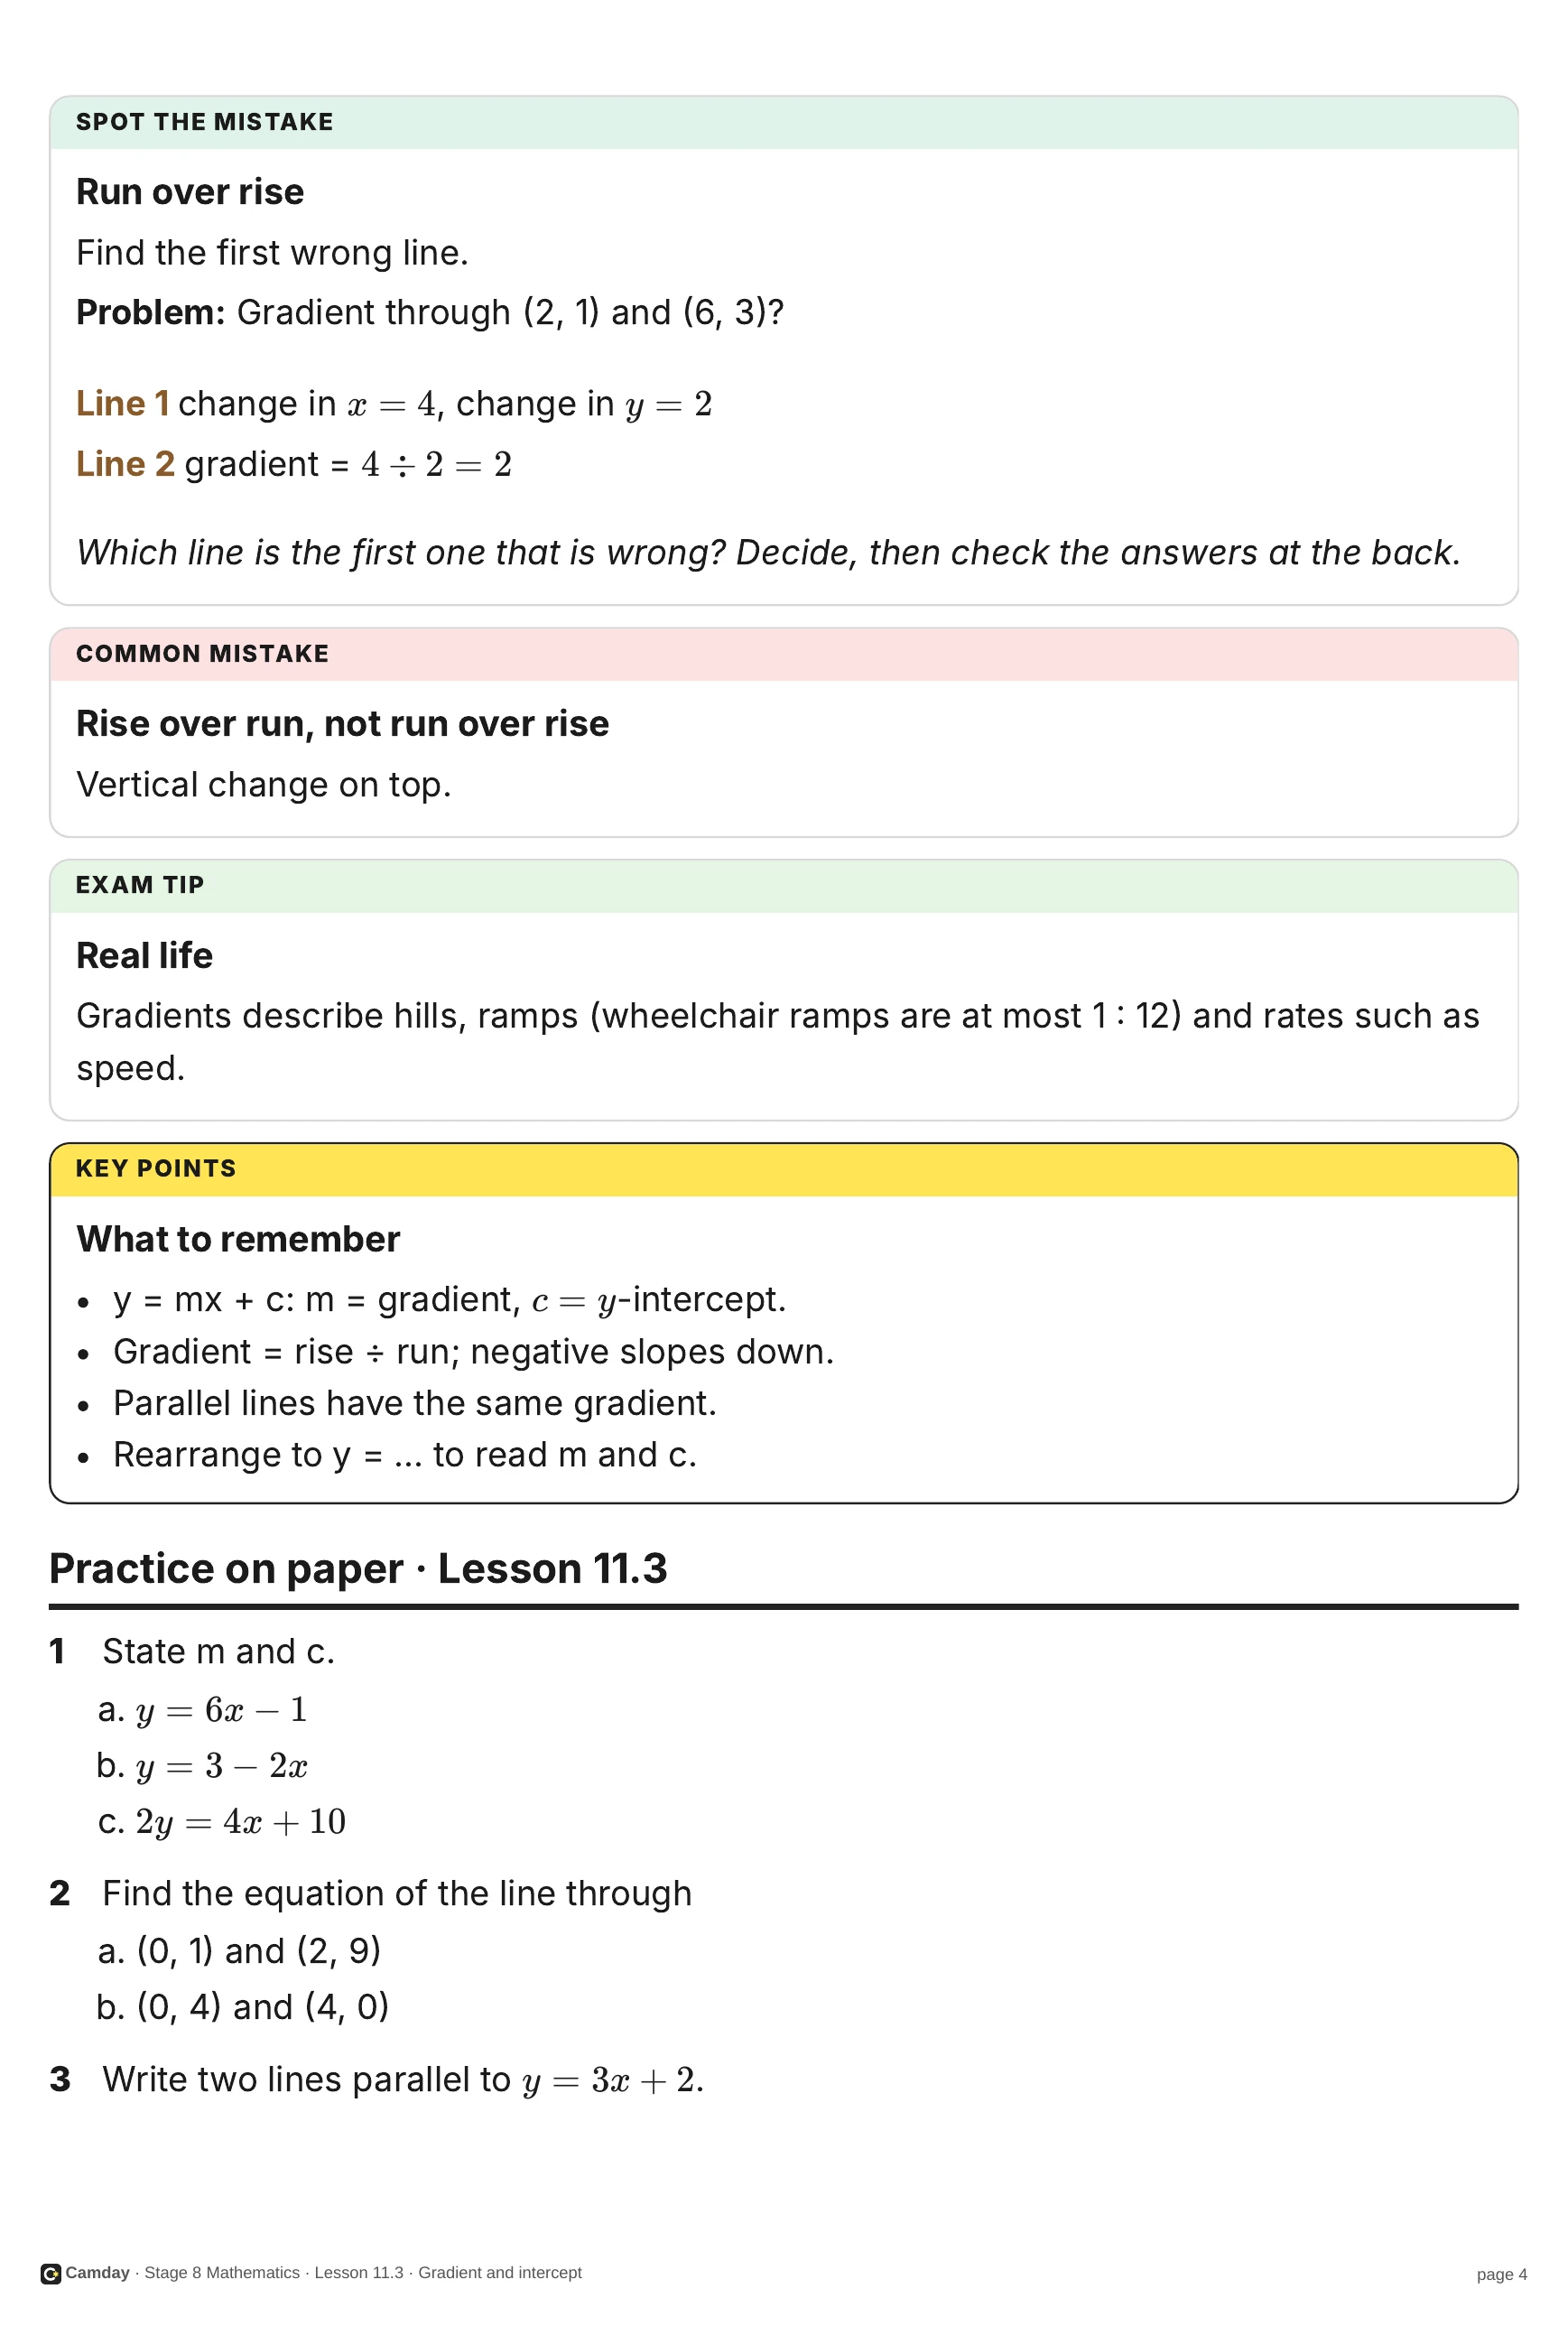 SPOT THE MISTAKE
Run over rise
Find the first wrong line.
Problem: Gradient through (2, 1) and (6, 3)?
Line 1 change in x = 4, change in y = 2
Line 2 gradient = 4 ÷ 2 = 2
Which line is the first one that is wrong? Decide, then check the answers at the back.
COMMON MISTAKE
Rise over run, not run over rise
Vertical change on top.
EXAM TIP
Real life
Gradients describe hills, ramps (wheelchair ramps are at most 1 : 12) and rates such as
speed.
KEY POINTS
What to remember
• y = mx + c: m = gradient, c = y-intercept.
• Gradient = rise ÷ run; negative slopes down.
• Parallel lines have the same gradient.
• Rearrange to y = ... to read m and c.
Practice on paper · Lesson 11.3
1 State m and c.
a. y = 6x − 1
b. y = 3 − 2x
c. 2y = 4x + 10
2 Find the equation of the line through
a. (0, 1) and (2, 9)
b. (0, 4) and (4, 0)
3 Write two lines parallel to y = 3x + 2.
Camday · Stage 8 Mathematics · Lesson 11.3 · Gradient and intercept
page 4